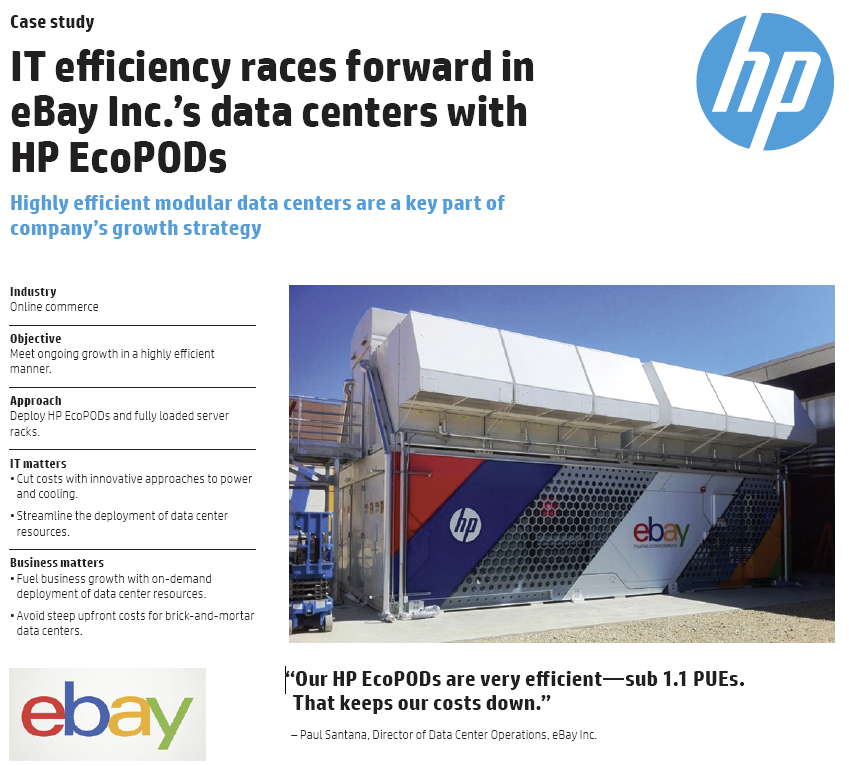 Case study
IT efficiency races forward in
eBay Inc.’s data centers with
HP EcoPODs
Highly efficient modular data centers are a key part of
company’s growth strategy
hp
Industry
Online commerce
Objective
Meet ongoing growth in a highly efficient
manner.
Approach
Deploy HP EcoPODs and fully loaded server
racks.
IT matters
• Cut costs with innovative approaches to power
and cooling.
• Streamline the deployment of data center
resources.
Business matters
• Fuel business growth with on-demand
deployment of data center resources.
• Avoid steep upfront costs for brick-and-mortar
data centers.
hp
ebay
ebay
“Our HP EcoPODs are very efficient—sub 1.1 PUEs.
That keeps our costs down.”
– Paul Santana, Director of Data Center Operations, eBay Inc.